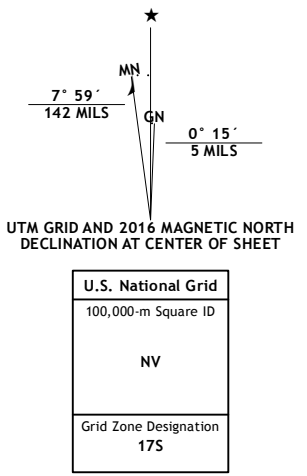 ★
MN
7° 59´
142 MILS
GN
0° 15´
5 MILS
UTM GRID AND 2016 MAGNETIC NORTH
DECLINATION AT CENTER OF SHEET
U.S. National Grid
100,000-m Square ID
NV
Grid Zone Designation
17S